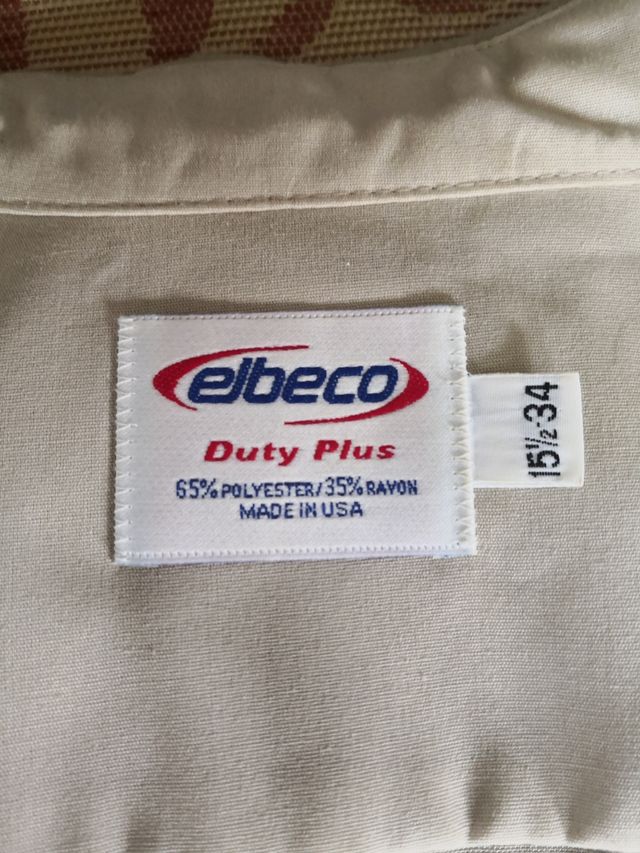 elbeco
Duty Plus
65% POLYESTER/35% RAYON
MADE IN USA
15½-34